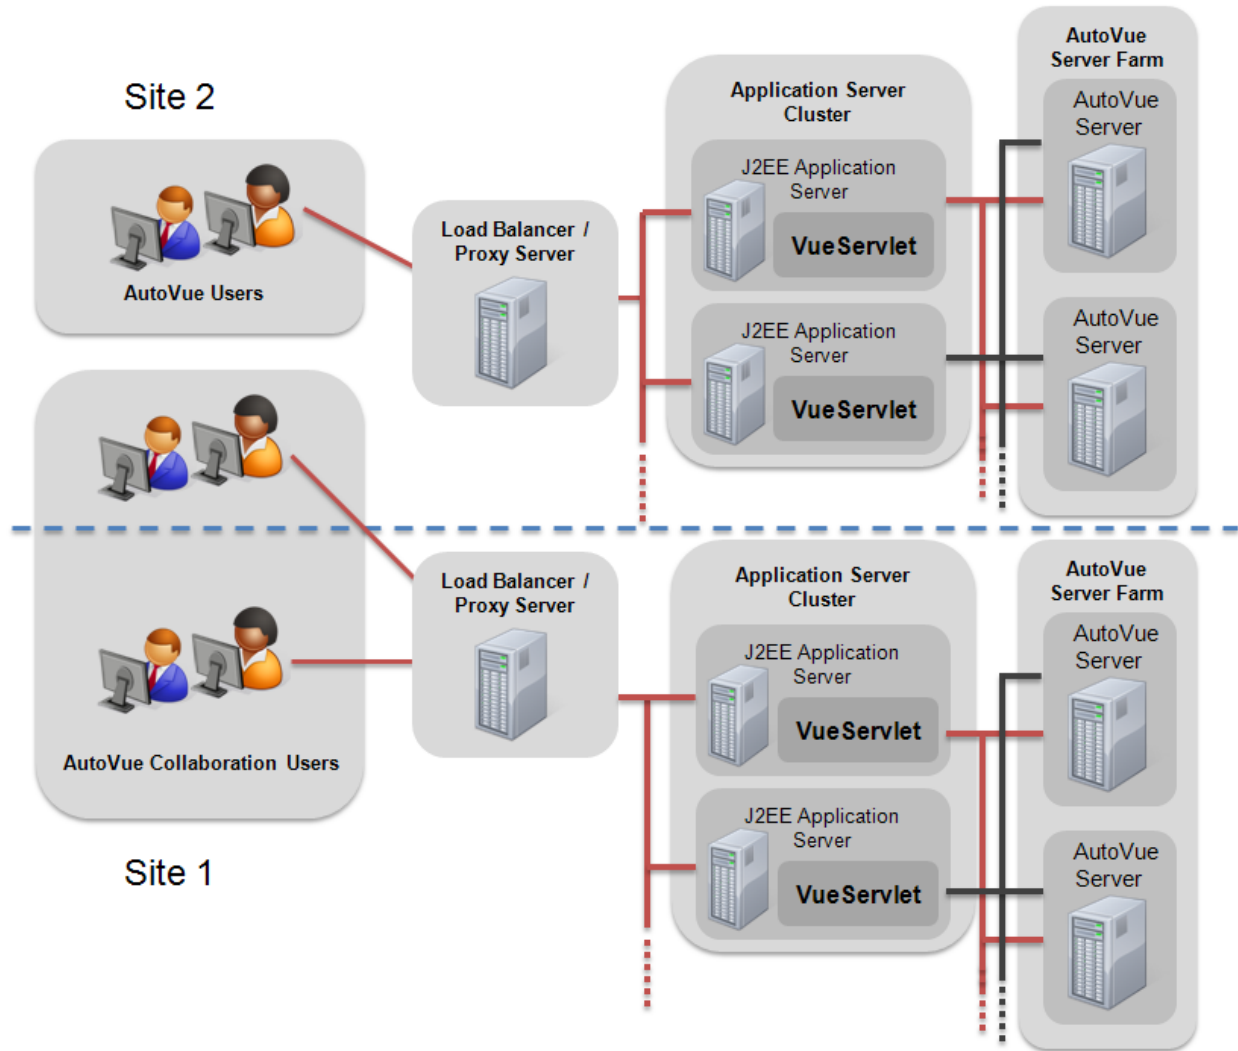 Site 2
AutoVue Users
Load Balancer /
Proxy Server
Application Server
Cluster
J2EE Application
Server
VueServlet
J2EE Application
Server
VueServlet
AutoVue
Server Farm
AutoVue
Server
AutoVue
Server
AutoVue Collaboration Users
Site 1
Load Balancer /
Proxy Server
Application Server
Cluster
J2EE Application
Server
VueServlet
J2EE Application
Server
VueServlet
AutoVue
Server Farm
AutoVue
Server
AutoVue
Server